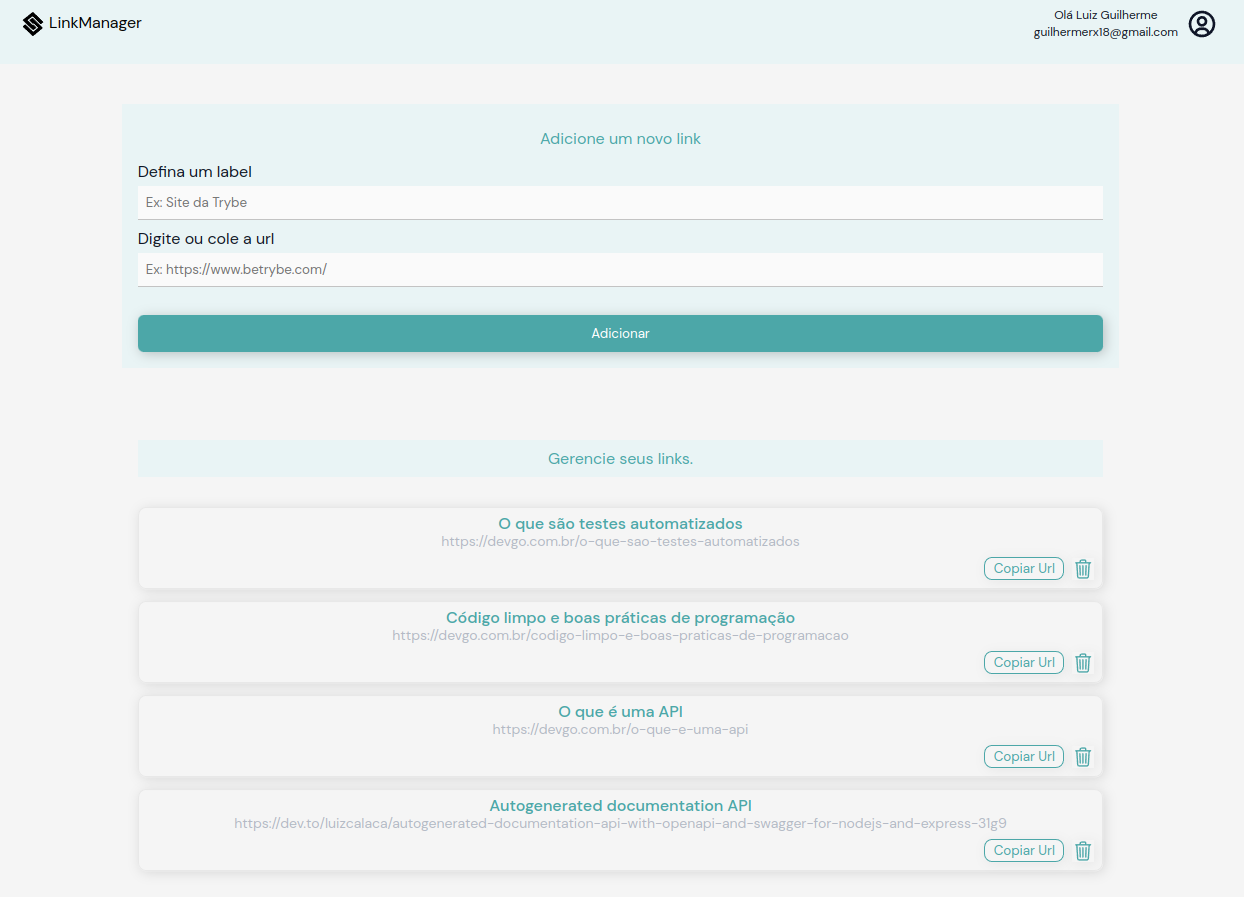 LinkManager
Olá Luiz Guilherme
guilhermerx18@gmail.com
Adicione um novo link
Defina um label
Ex: Site da Trybe
Digite ou cole a url
Ex: https://www.betrybe.com/
Adicionar
Gerencie seus links.
O que são testes automatizados
https://devgo.com.br/o-que-sao-testes-automatizados
Copiar Url
Código limpo e boas práticas de programação
https://devgo.com.br/codigo-limpo-e-boas-praticas-de-programacao
Copiar Url
O que é uma API
https://devgo.com.br/o-que-e-uma-api
Copiar Url
Autogenerated documentation API
https://dev.to/luizcalaca/autogenerated-documentation-api-with-openapi-and-swagger-for-nodejs-and-express-31g9
Copiar Url